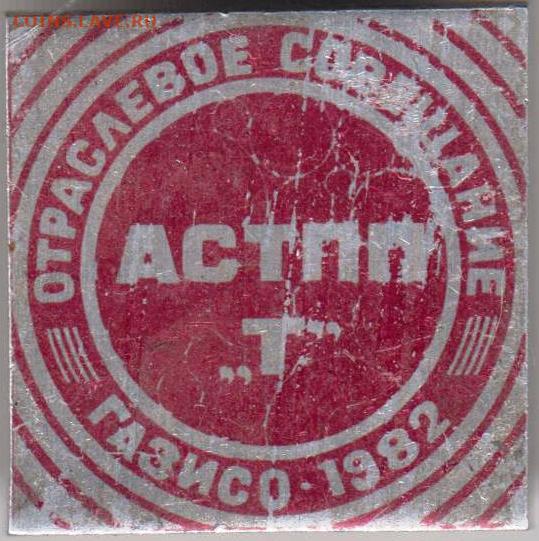 COINS.LAVE.RU
ОТРАСЛЕВОЕ СОВЕЩАНИЕ
АСТПП
„Т”
ГАЗИСО·1982